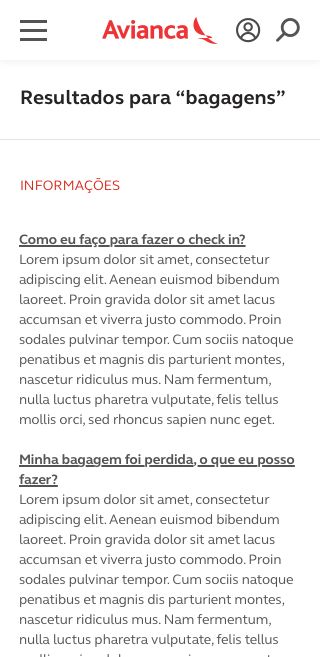 Avianca
Resultados para “bagagens”
INFORMAÇÕES
Como eu faço para fazer o check in?
Lorem ipsum dolor sit amet, consectetur
adipiscing elit. Aenean euismod bibendum
laoreet. Proin gravida dolor sit amet lacus
accumsan et viverra justo commodo. Proin
sodales pulvinar tempor. Cum sociis natoque
penatibus et magnis dis parturient montes,
nascetur ridiculus mus. Nam fermentum,
nulla luctus pharetra vulputate, felis tellus
mollis orci, sed rhoncus sapien nunc eget.
Minha bagagem foi perdida, o que eu posso
fazer?
Lorem ipsum dolor sit amet, consectetur
adipiscing elit. Aenean euismod bibendum
laoreet. Proin gravida dolor sit amet lacus
accumsan et viverra justo commodo. Proin
sodales pulvinar tempor. Cum sociis natoque
penatibus et magnis dis parturient montes,
nascetur ridiculus mus. Nam fermentum,
nulla luctus pharetra vulputate, felis tellus